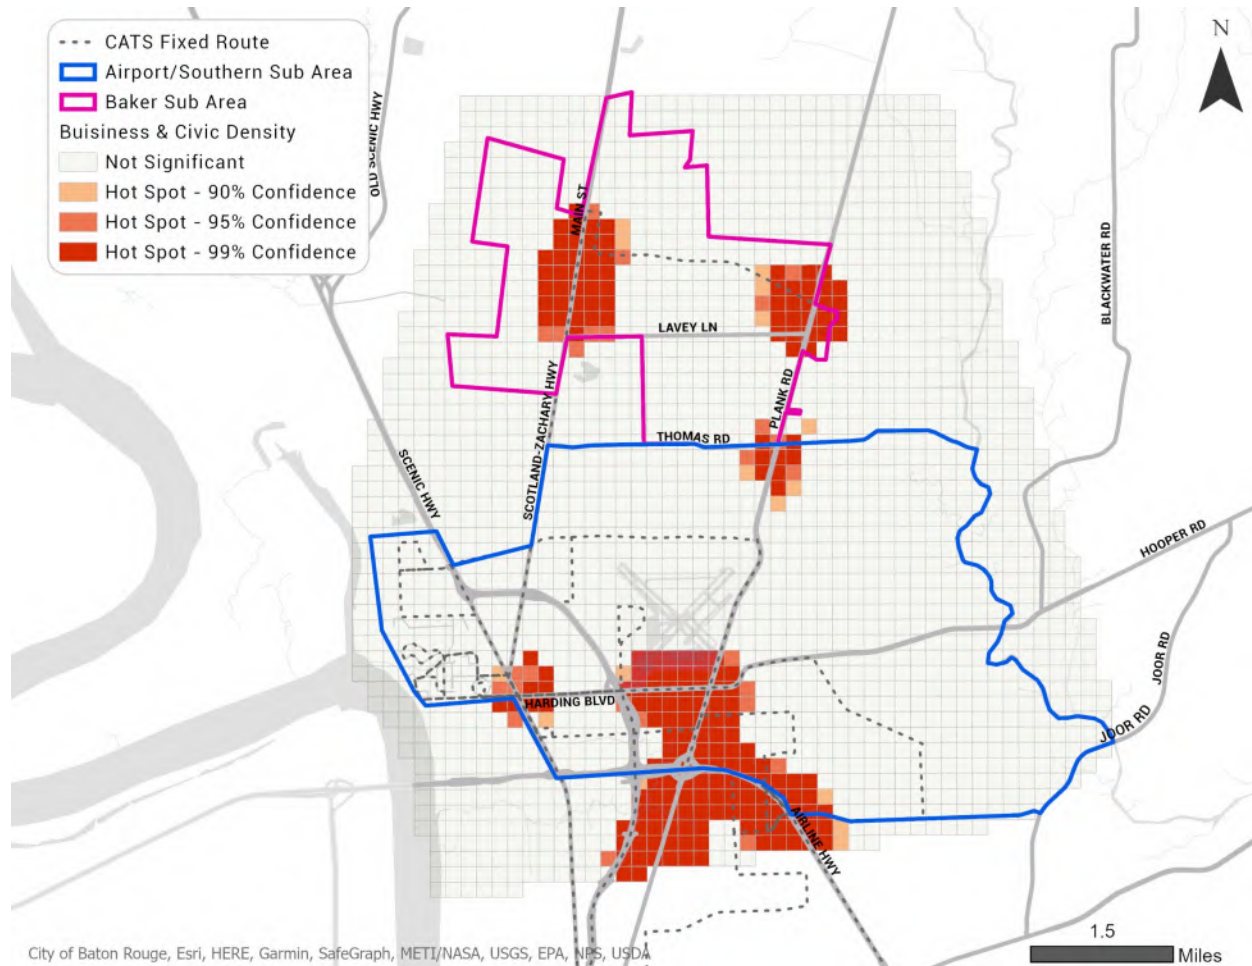 CATS Fixed Route
Airport/Southern Sub Area
Baker Sub Area
Buisiness & Civic Density
Not Significant
Hot Spot - 90% Confidence
Hot Spot - 95% Confidence
Hot Spot - 99% Confidence
N
OLD SCENIC HWY
MAIN ST
BLACKWATER RD
LAVEY LN
PLANK RD
SCOTLAND-ZACHARY HWY
THOMAS RD
SCENIC HWY
HOOPER RD
JOOR RD
HARDING BLVD
JOOR RD
AIRLINE HWY
1.5
Miles
City of Baton Rouge, Esri, HERE, Garmin, SafeGraph, METI/NASA, USGS, EPA, NPS, USDA